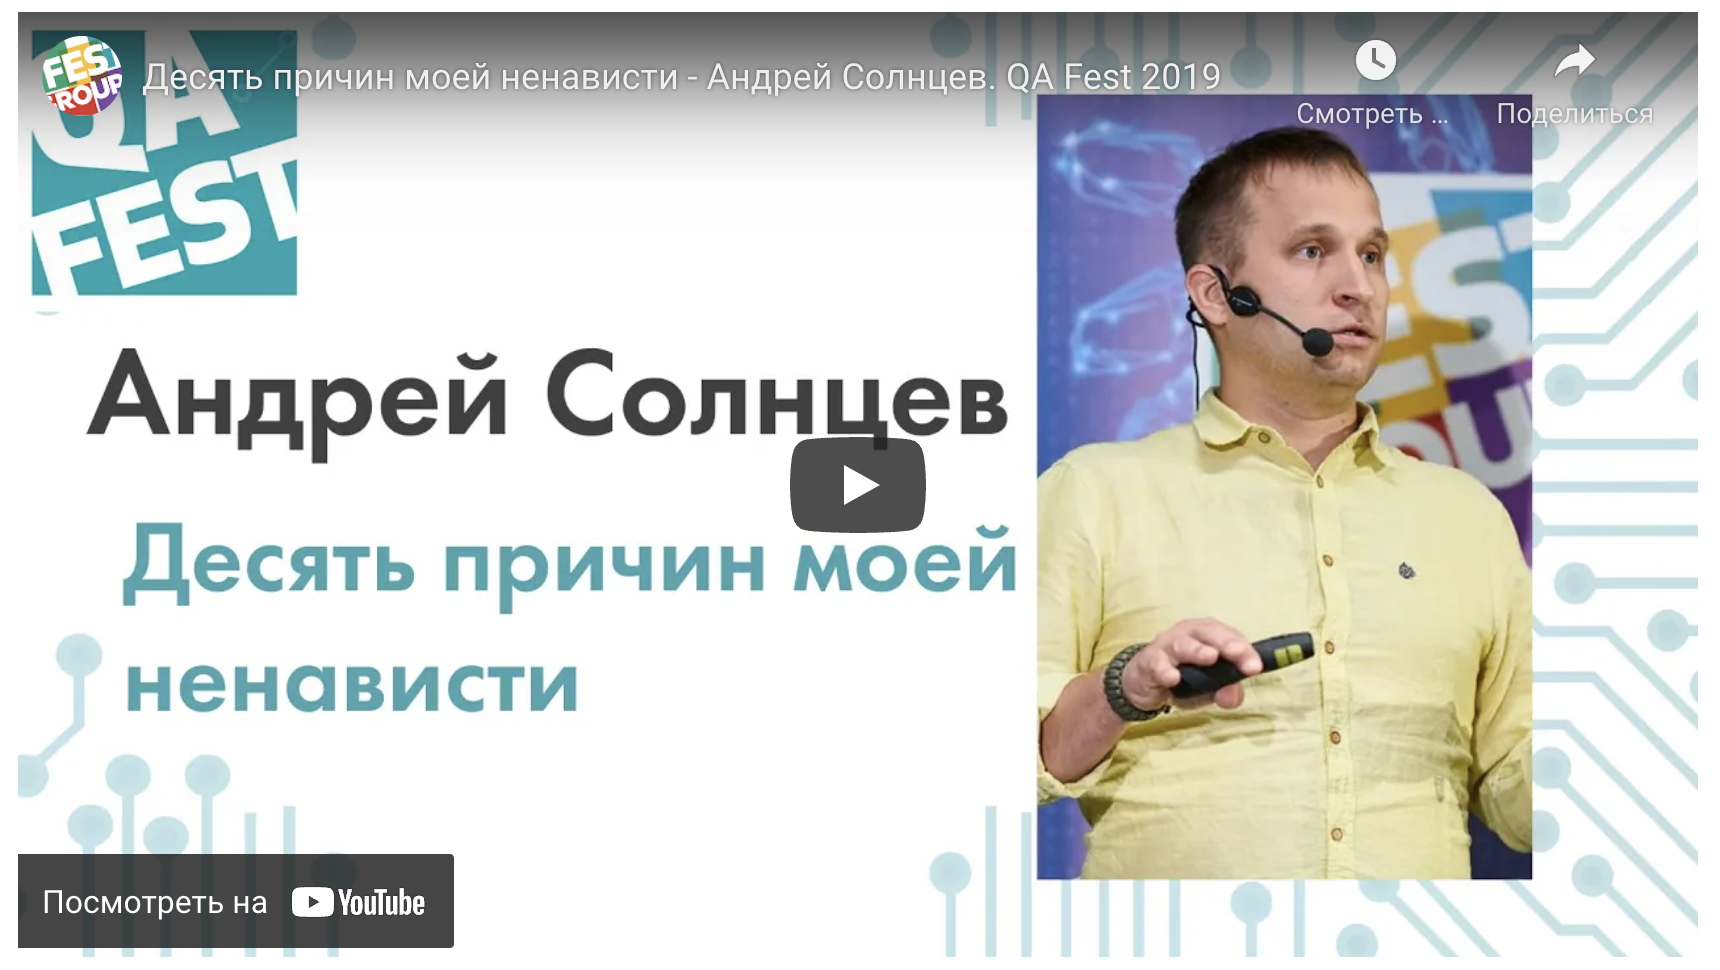 Десять причин моей ненависти - Андрей Солнцев. QA Fest 2019
Смотреть ...
Поделиться
FEST
GROUP
QA
FEST
Андрей Солнцев
Десять причин моей
ненависти
Посмотреть на YouTube